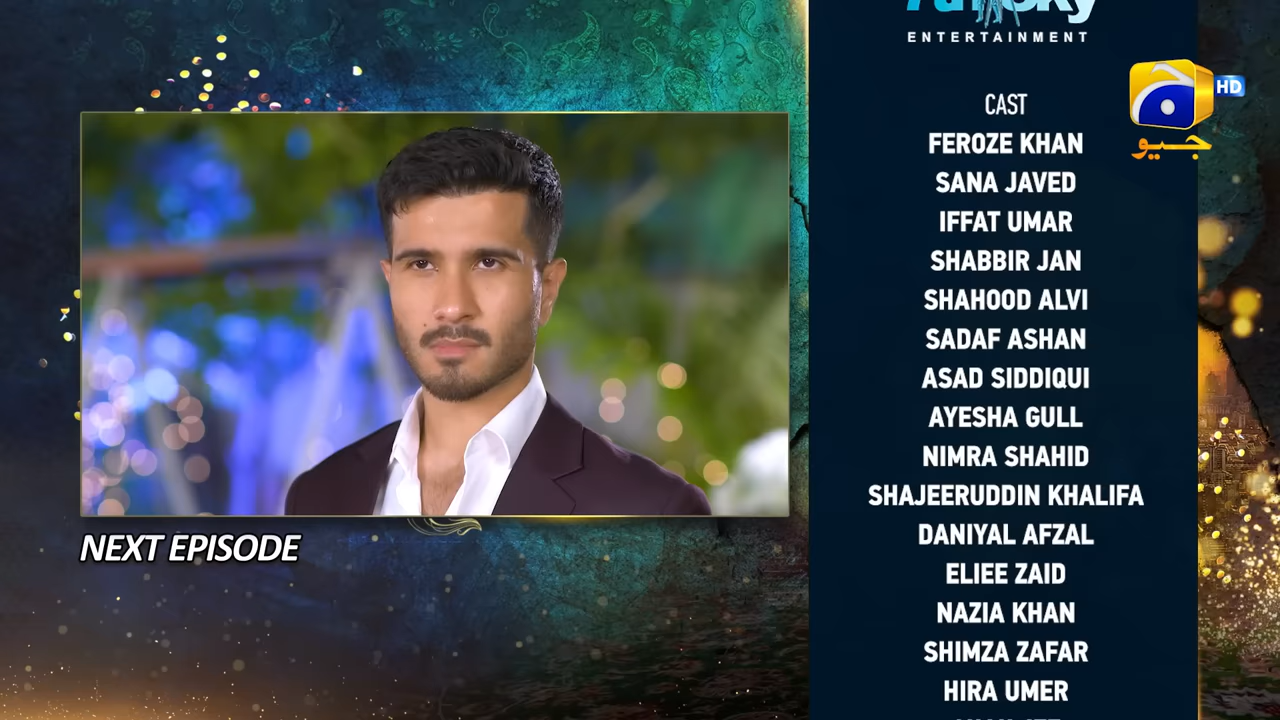 Sky
ENTERTAINMENT
HD
جیو
CAST
FEROZE KHAN
SANA JAVED
IFFAT UMAR
SHABBIR JAN
SHAHOOD ALVI
SADAF ASHAN
ASAD SIDDIQUI
AYESHA GULL
NIMRA SHAHID
SHAJEERUDDIN KHALIFA
DANIYAL AFZAL
ELIEE ZAID
NAZIA KHAN
SHIMZA ZAFAR
HIRA UMER
NEXT EPISODE